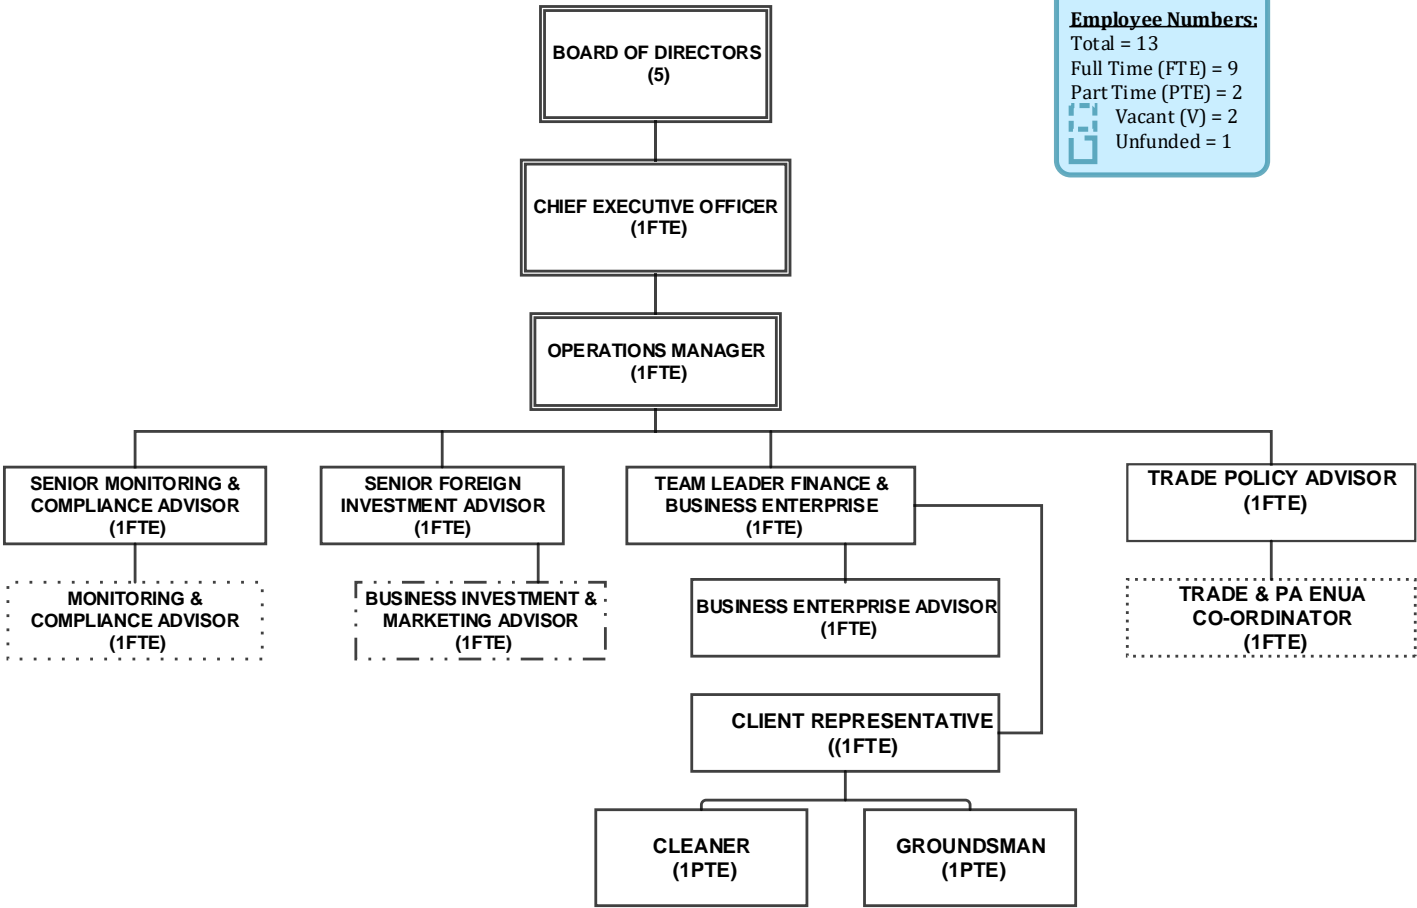 Employee Numbers:
Total = 13
Full Time (FTE) = 9
Part Time (PTE) = 2
Vacant (V) = 2
Unfunded = 1
BOARD OF DIRECTORS
(5)
CHIEF EXECUTIVE OFFICER
(1FTE)
OPERATIONS MANAGER
(1FTE)
SENIOR MONITORING &
COMPLIANCE ADVISOR
(1FTE)
SENIOR FOREIGN
INVESTMENT ADVISOR
(1FTE)
TEAM LEADER FINANCE &
BUSINESS ENTERPRISE
(1FTE)
TRADE POLICY ADVISOR
(1FTE)
MONITORING &
COMPLIANCE ADVISOR
(1FTE)
BUSINESS INVESTMENT &
MARKETING ADVISOR
(1FTE)
BUSINESS ENTERPRISE ADVISOR
(1FTE)
TRADE & PA ENUA
CO-ORDINATOR
(1FTE)
CLIENT REPRESENTATIVE
((1FTE)
CLEANER
(1PTE)
GROUNDSMAN
(1PTE)